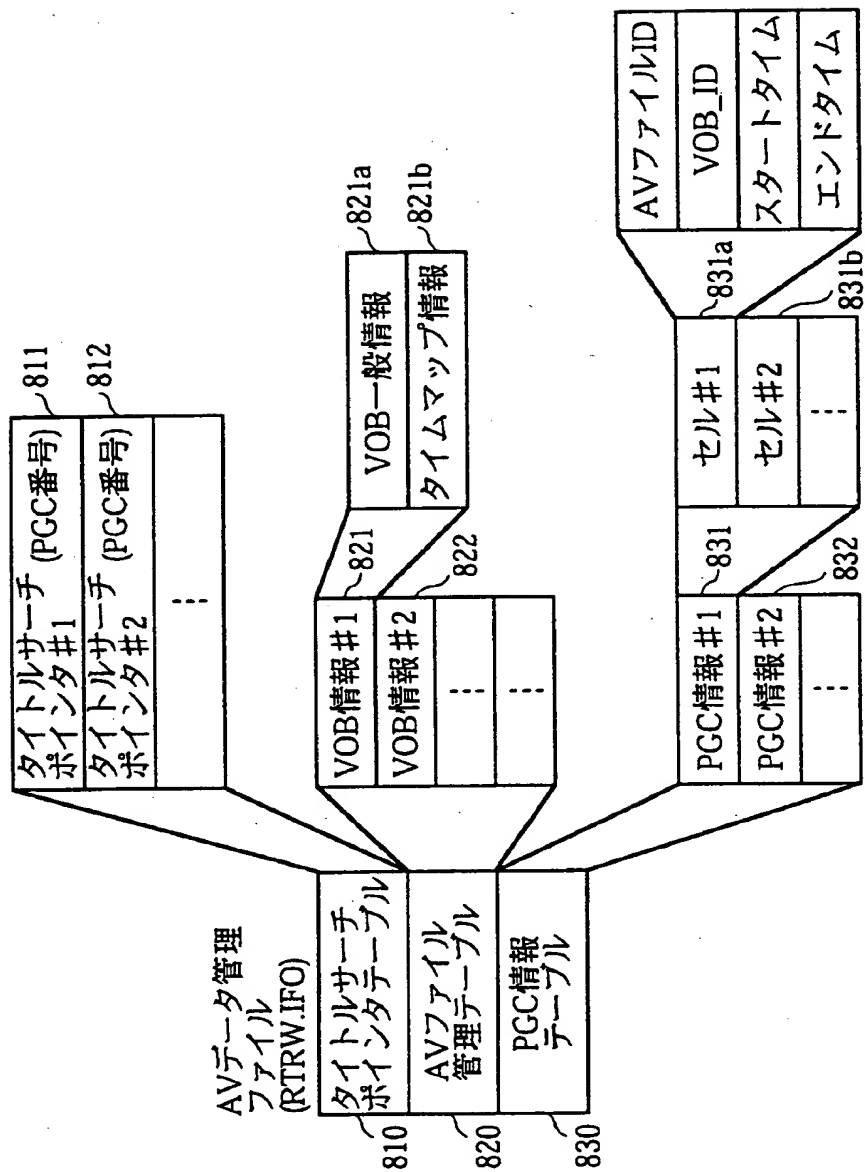 AVデータ管理
ファイル
(RTRW.IFO)
タイトルサーチ
ポインタテーブル
810
AVファイル
管理テーブル
820
PGC情報
テーブル
830
タイトルサーチ
ポインタ#1 (PGC番号)
811
タイトルサーチ
ポインタ#2 (PGC番号)
812
VOB情報#1
821
VOB情報#2
822
VOB一般情報
821a
タイムマップ情報
821b
PGC情報#1
831
PGC情報#2
832
セル#1
831a
セル#2
831b
AVファイルID
VOB_ID
スタートタイム
エンドタイム